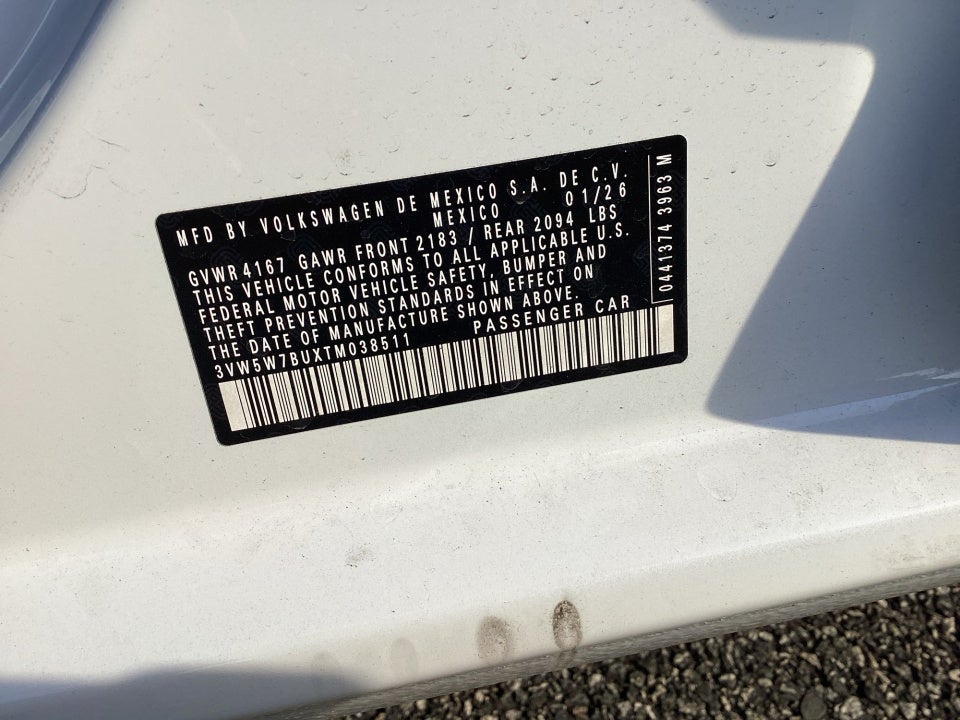 MFD BY VOLKSWAGEN DE MEXICO S.A. DE C.V.
MEXICO 01/26
GVWR 4167 GAWR FRONT 2183 / REAR 2094 LBS
THIS VEHICLE CONFORMS TO ALL APPLICABLE U.S.
FEDERAL MOTOR VEHICLE SAFETY, BUMPER AND
THEFT PREVENTION STANDARDS IN EFFECT ON
THE DATE OF MANUFACTURE SHOWN ABOVE.
3VW5W7BUXTM038511 PASSENGER CAR
0441374 3963 M